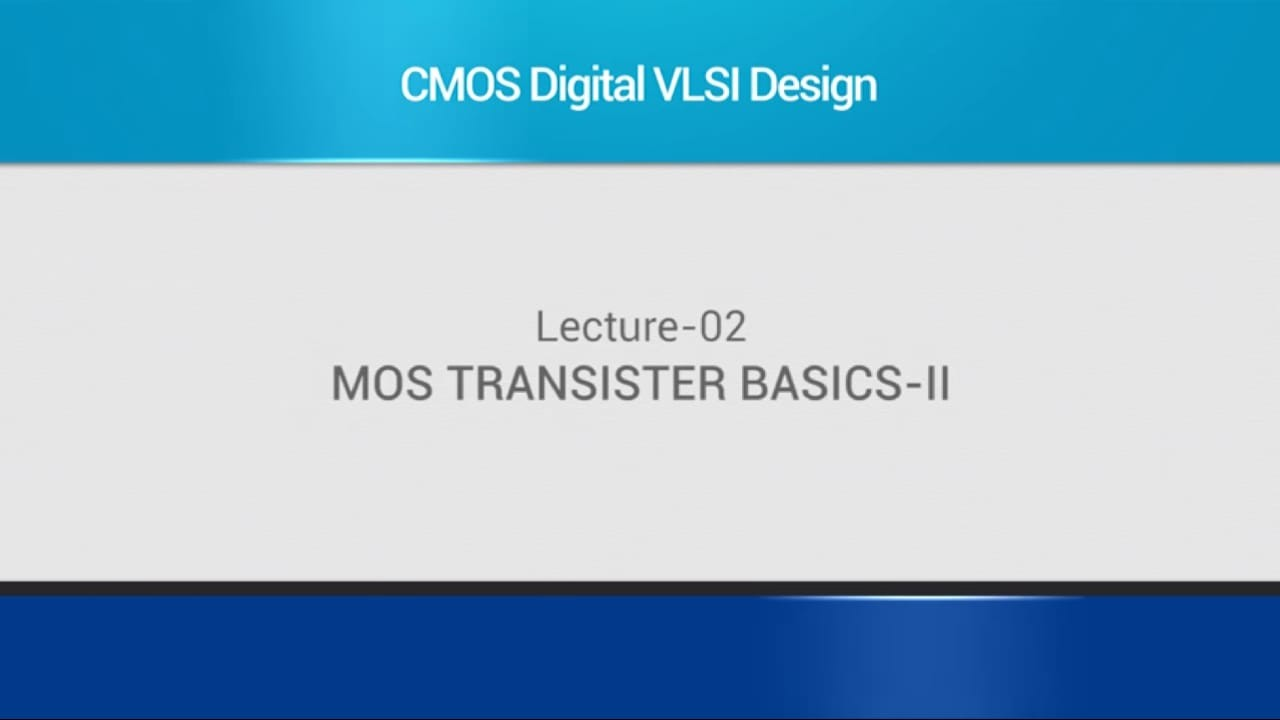 CMOS Digital VLSI Design
Lecture-02
MOS TRANSISTER BASICS-II